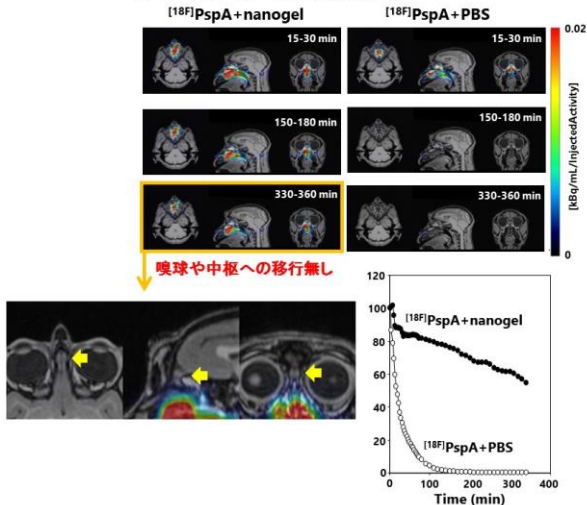 [18F]PspA+nanogel
[18F]PspA+PBS
15-30 min
15-30 min
150-180 min
150-180 min
330-360 min
330-360 min
0.02
[kBq/mL/InjectedActivity]
0
嗅球や中枢への移行無し
120
100
80
60
40
20
0
[18F]PspA+nanogel
[18F]PspA+PBS
0 100 200 300 400
Time (min)